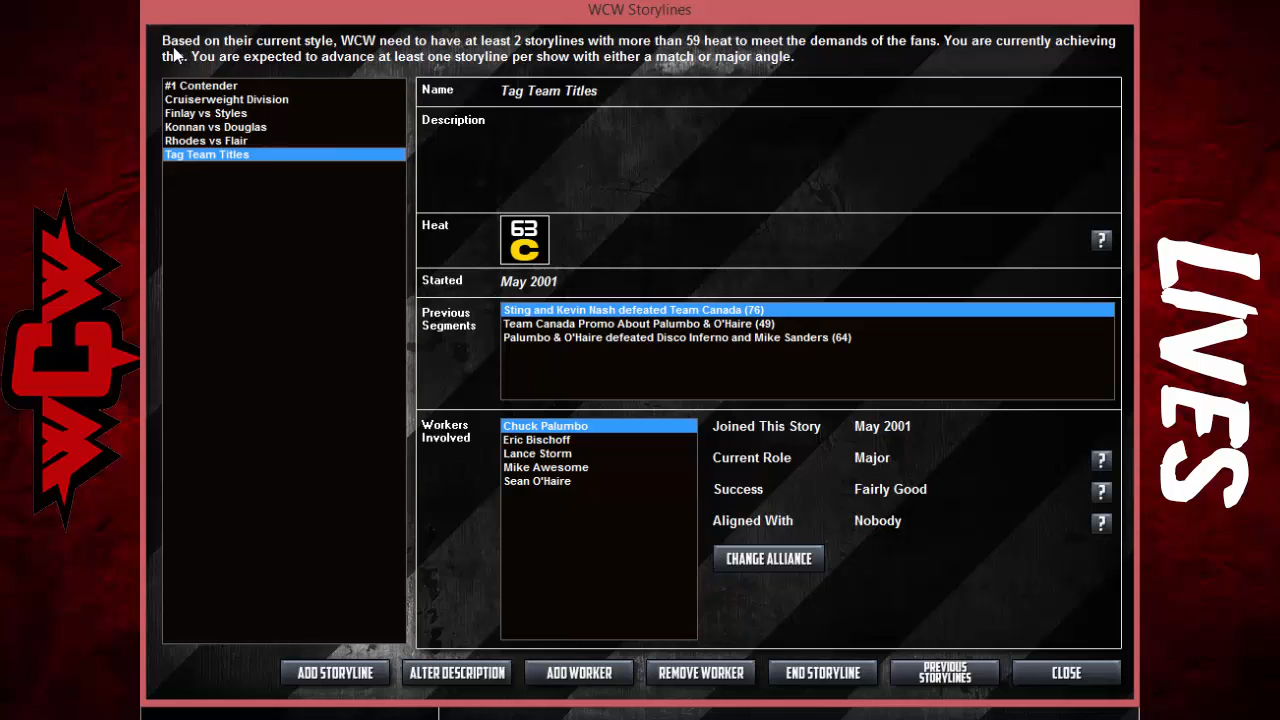 WCW Storylines
Based on their current style, WCW need to have at least 2 storylines with more than 59 heat to meet the demands of the fans. You are currently achieving
this. You are expected to advance at least one storyline per show with either a match or major angle.
#1 Contender
Cruiserweight Division
Finlay vs Styles
Konnan vs Douglas
Rhodes vs Flair
Tag Team Titles
Name Tag Team Titles
Description
Heat 63
C
?
Started May 2001
Previous
Segments
Sting and Kevin Nash defeated Team Canada (76)
Team Canada Promo About Palumbo & O'Haire (49)
Palumbo & O'Haire defeated Disco Inferno and Mike Sanders (64)
Workers
Involved
Chuck Palumbo
Eric Bischoff
Lance Storm
Mike Awesome
Sean O'Haire
Joined This Story May 2001
Current Role Major ?
Success Fairly Good ?
Aligned With Nobody ?
CHANGE ALLIANCE
ADD STORYLINE ALTER DESCRIPTION ADD WORKER REMOVE WORKER END STORYLINE PREVIOUS STORYLINES CLOSE
WCW
LIVES